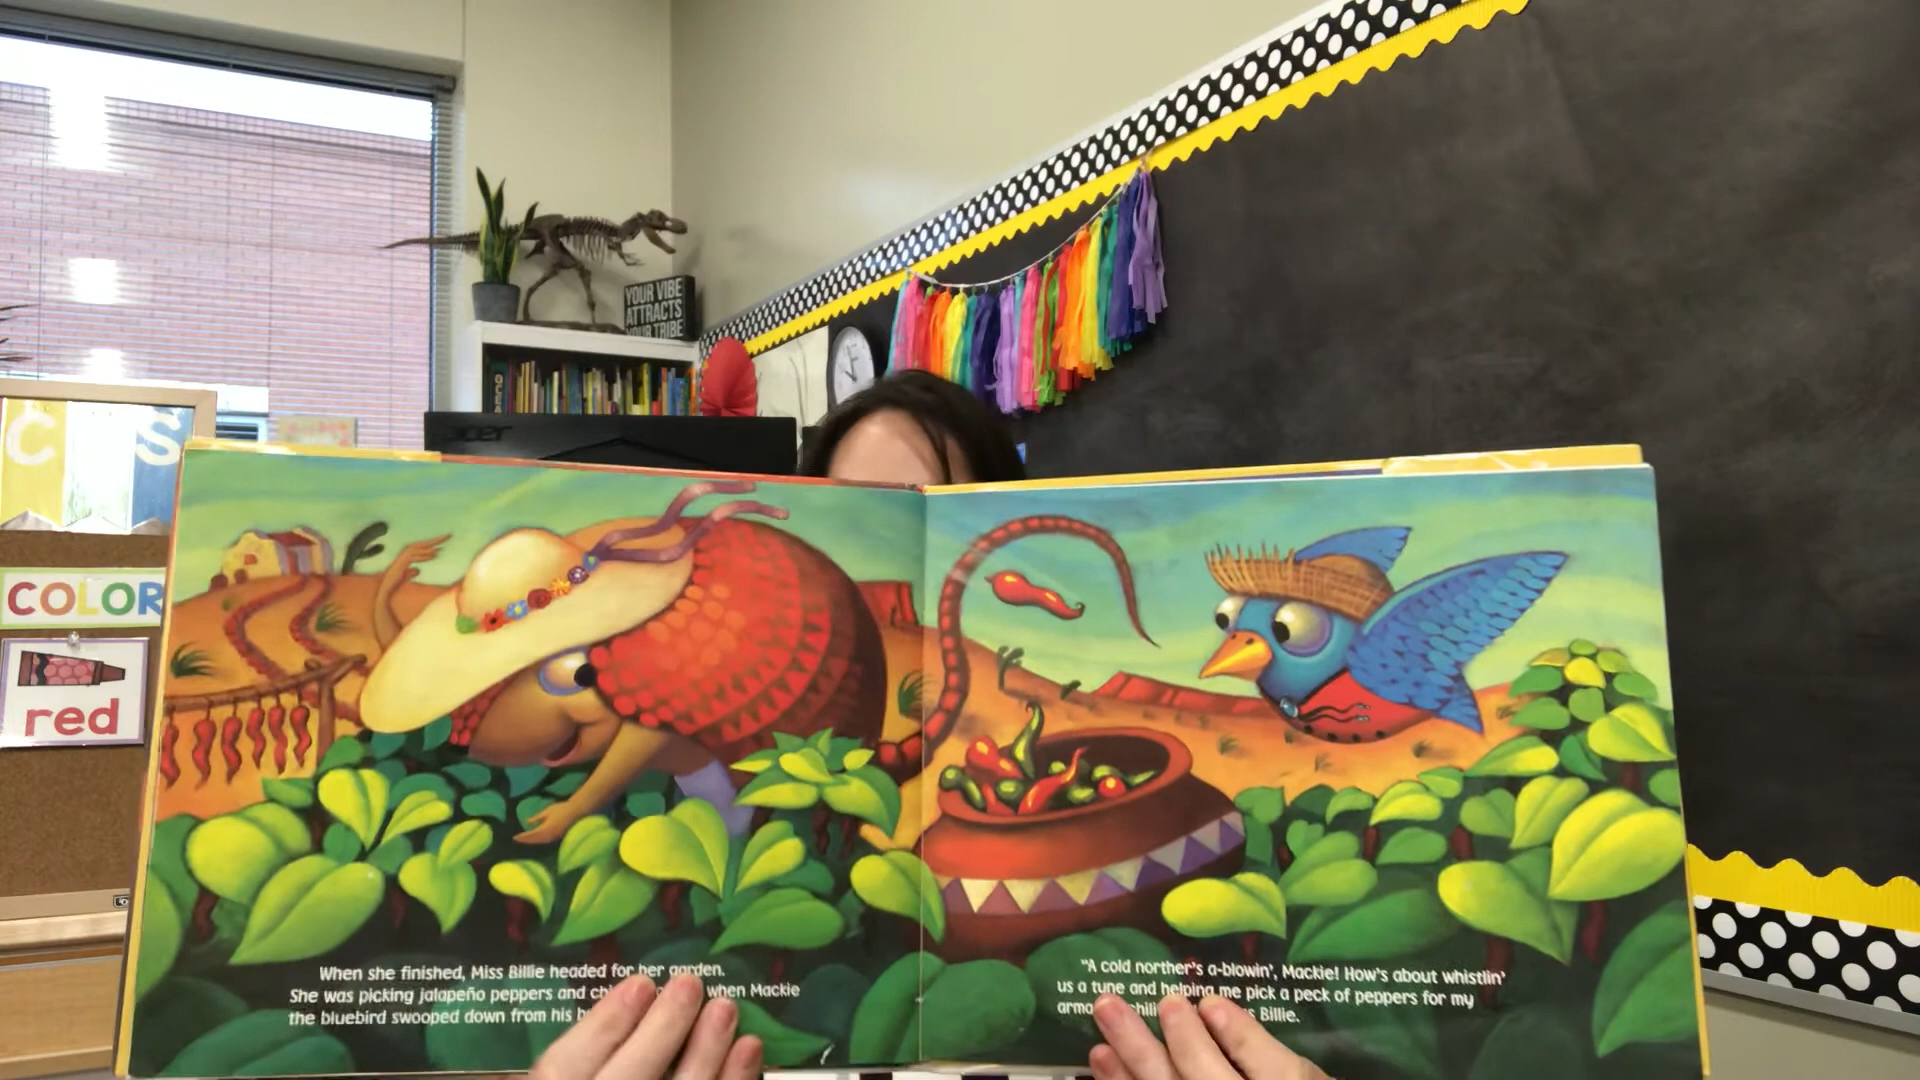 YOUR VIBE
ATTRACTS
YOUR TRIBE
acer
C S
COLOR
red
When she finished, Miss Billie headed for her garden.
She was picking jalapeño peppers and when Mackie
the bluebird swooped down from his
"A cold norther's a-blowin', Mackie! How's about whistlin'
us a tune and helping me pick a peck of peppers for my
Billie.